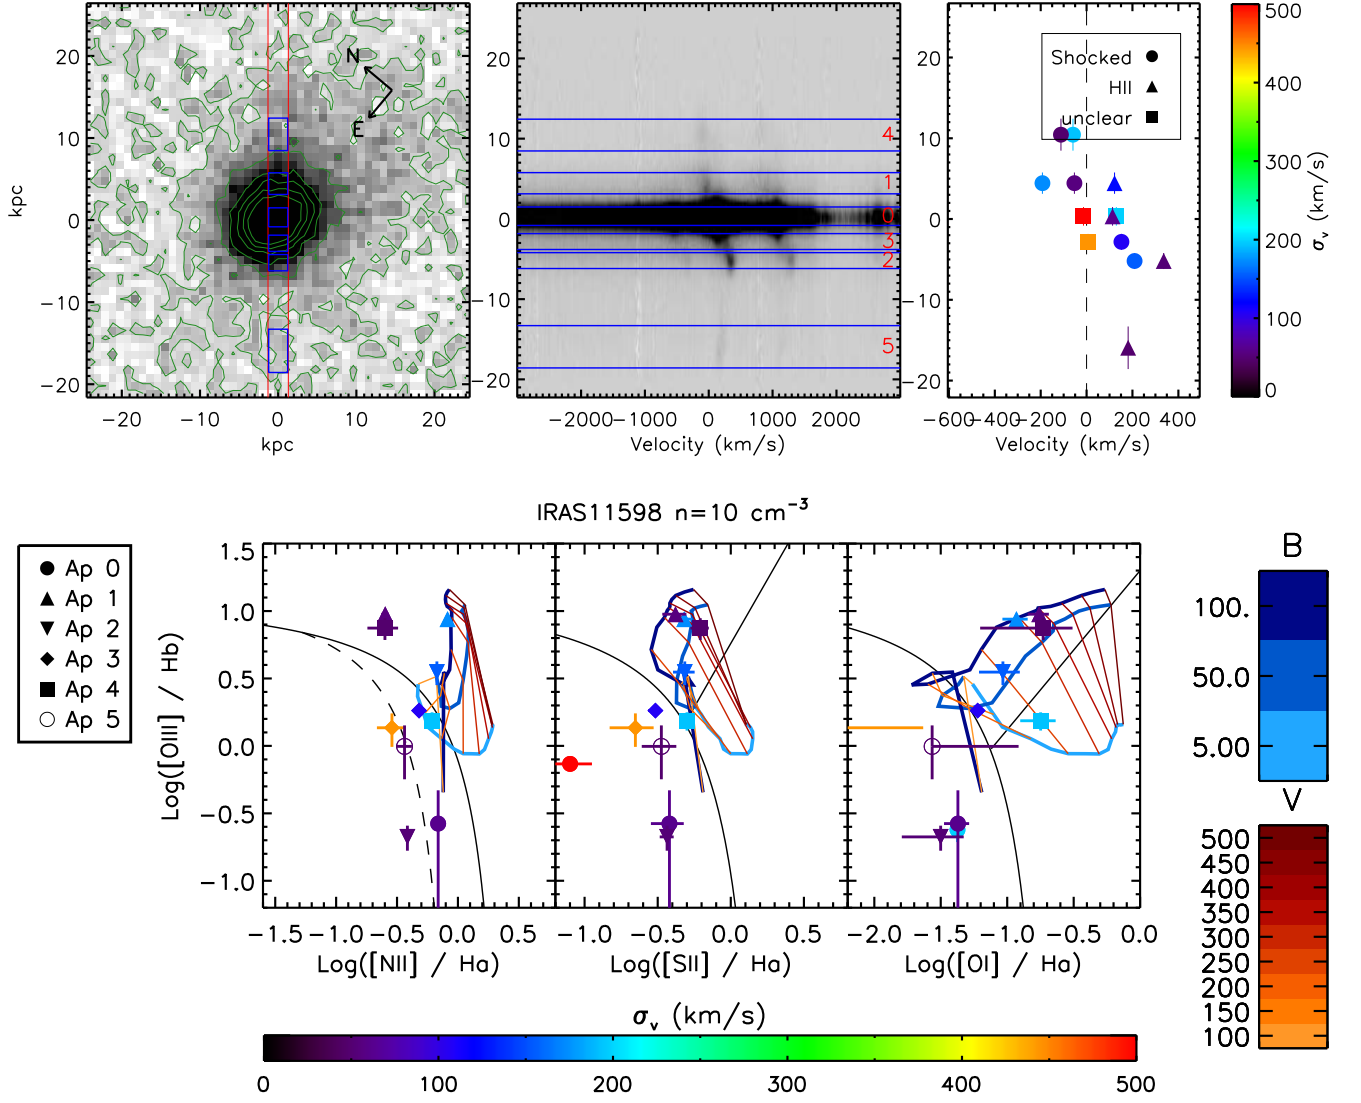 20
10
0
−10
−20
kpc
N
E
−20 −10 0 10 20
kpc
20
10
0
−10
−20
4
1
0
3
2
5
−2000−1000 0 1000 2000
Velocity (km/s)
20
10
0
−10
−20
Shocked
HII
unclear
−600−400−200 0 200 400
Velocity (km/s)
500
400
300
200
100
0
σv (km/s)
IRAS11598 n=10 cm−3
Ap 0
Ap 1
Ap 2
Ap 3
Ap 4
Ap 5
Log([OIII] / Hb)
1.5
1.0
0.5
0.0
−0.5
−1.0
−1.5 −1.0 −0.5 0.0 0.5
Log([NII] / Ha)
−1.0 −0.5 0.0 0.5
Log([SII] / Ha)
−2.0 −1.5 −1.0 −0.5 0.0
Log([OI] / Ha)
B
100.
50.0
5.00
V
500
450
400
350
300
250
200
150
100
σv (km/s)
0 100 200 300 400 500